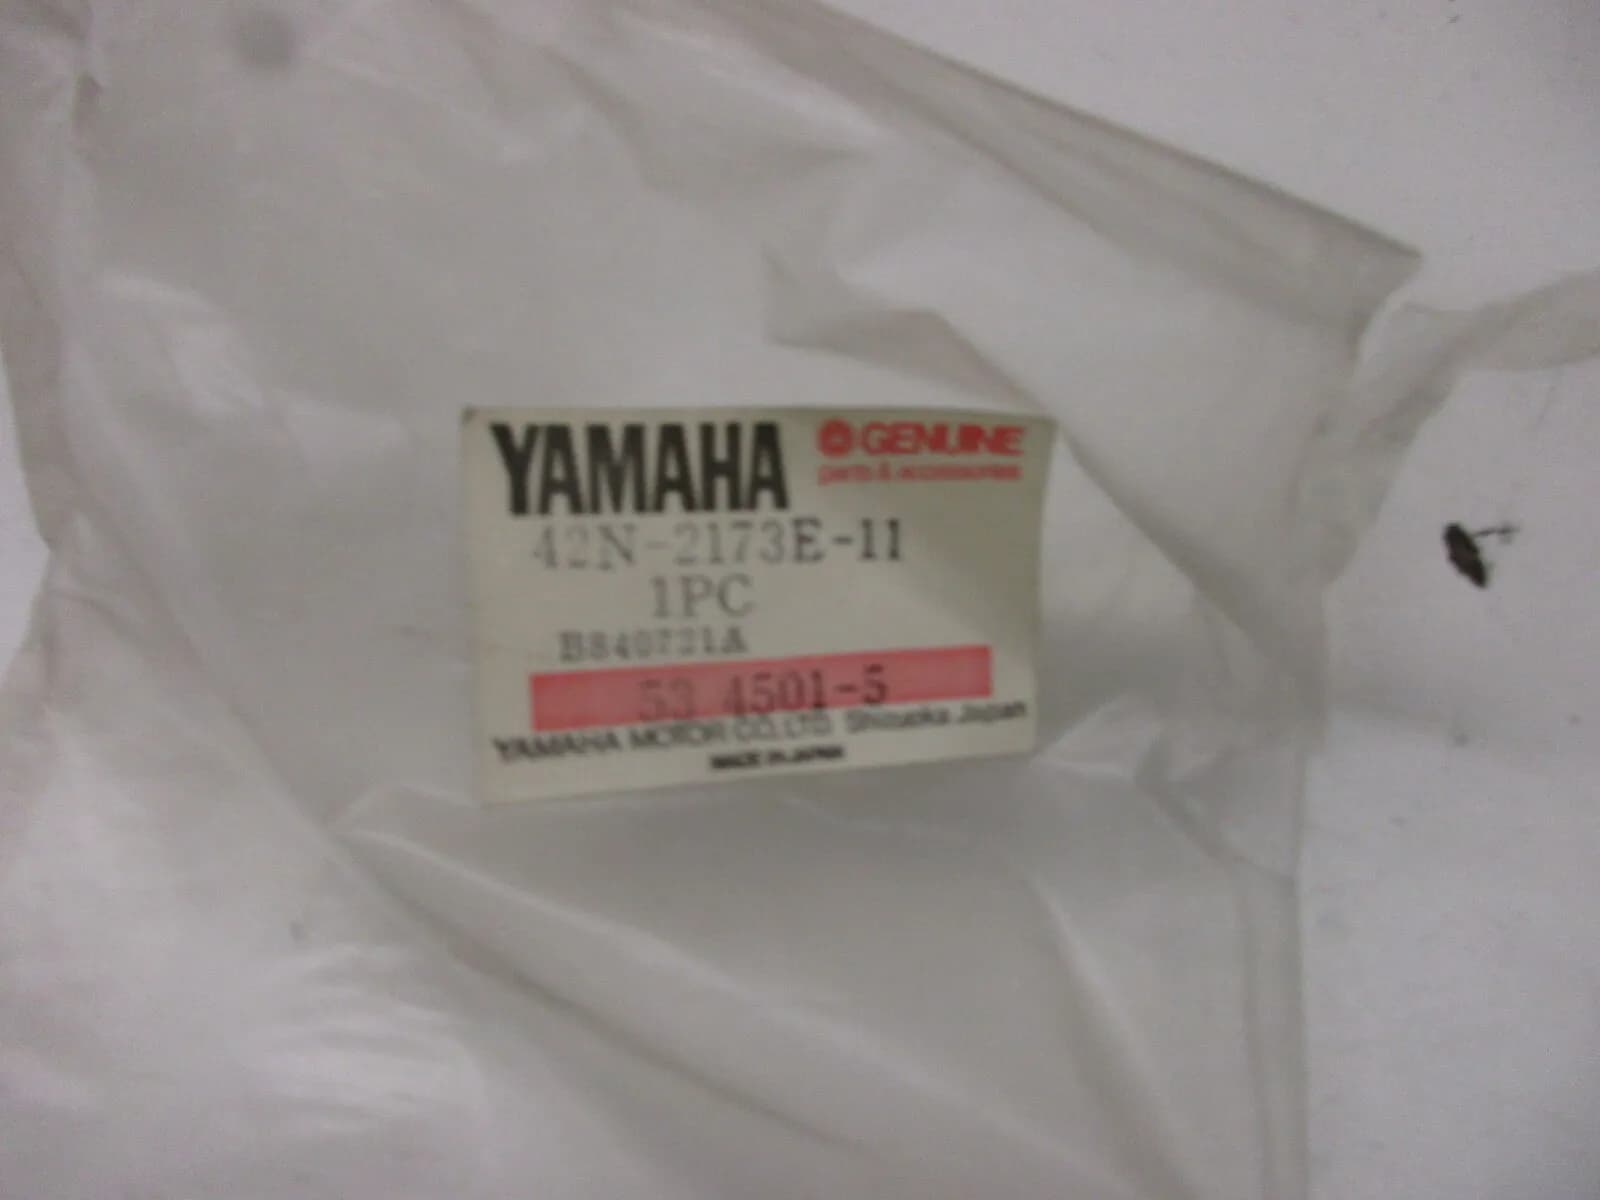 YAMAHA GENUINE
parts & accessories
42N-2173E-11
1PC
B840721A
53 4501-5
YAMAHA MOTOR CO., LTD. Shizuoka Japan
MADE IN JAPAN